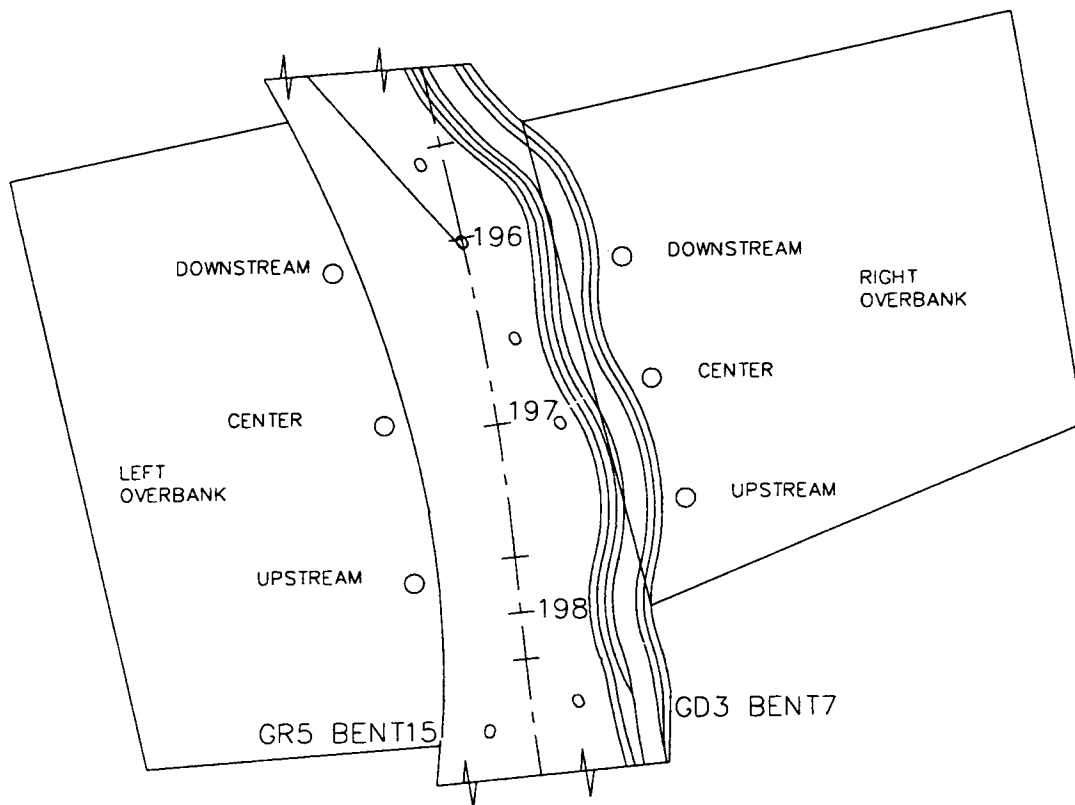 196
DOWNSTREAM
DOWNSTREAM
RIGHT
OVERBANK
CENTER
CENTER
197
LEFT
OVERBANK
UPSTREAM
UPSTREAM
198
GR5 BENT15
GD3 BENT7